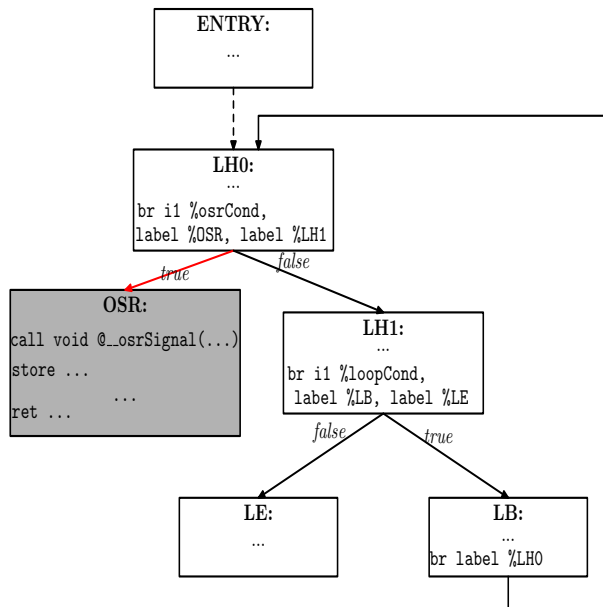 ENTRY:
...
LH0:
...
br i1 %osrCond,
label %OSR, label %LH1
true
false
OSR:
call void @__osrSignal(...)
store ...
...
ret ...
LH1:
...
br i1 %loopCond,
label %LB, label %LE
false
true
LE:
...
LB:
...
br label %LH0